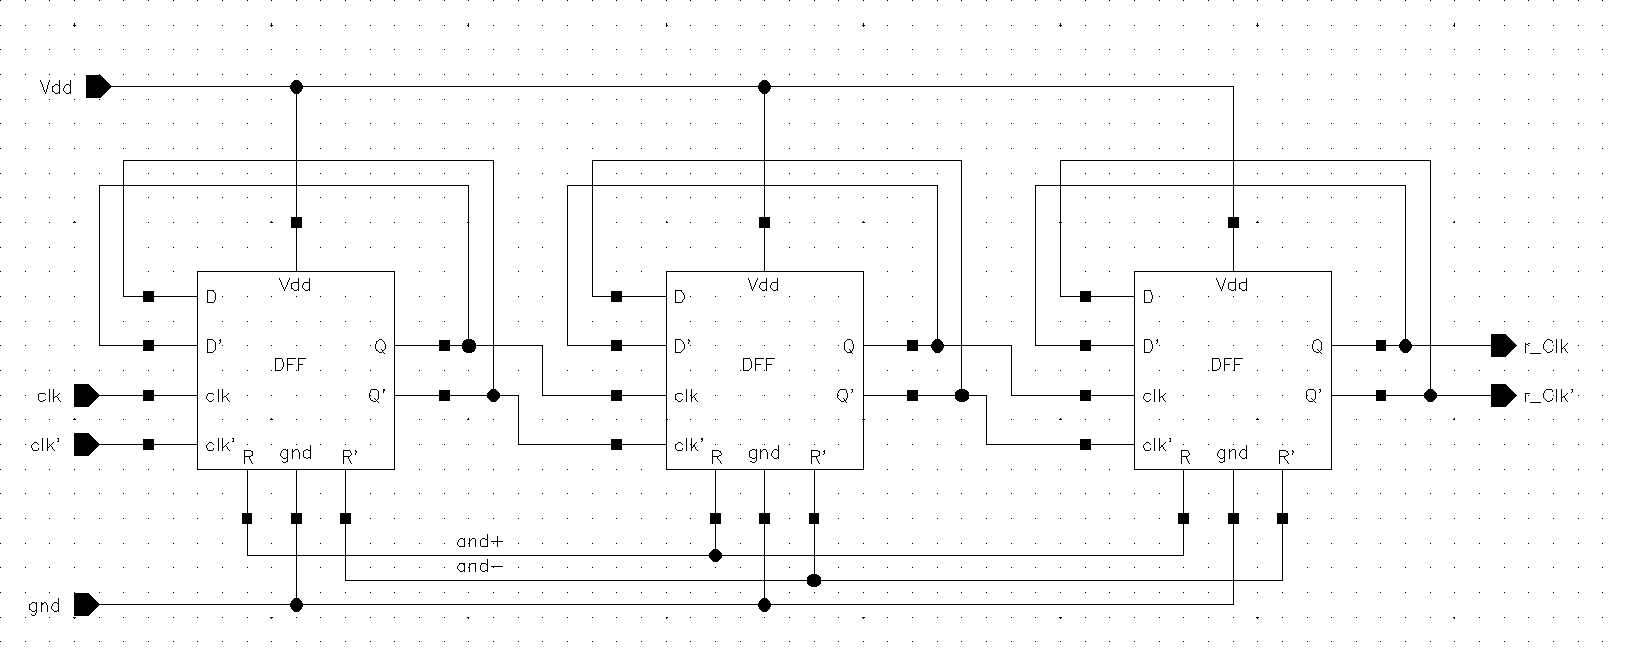 Vdd
Vdd Vdd Vdd
D D D
D' Q D' Q D' Q r_Clk
DFF DFF DFF
clk clk Q' clk Q' clk Q' r_Clk'
clk' clk' clk' clk'
R gnd R' R gnd R' R gnd R'
and+
and-
gnd